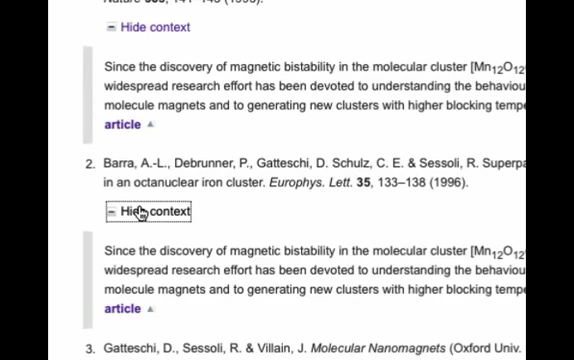 Hide context
Since the discovery of magnetic bistability in the molecular cluster [Mn12O12
widespread research effort has been devoted to understanding the behaviou
molecule magnets and to generating new clusters with higher blocking tempe
article
2. Barra, A.-L., Debrunner, P., Gatteschi, D. Schulz, C. E. & Sessoli, R. Superpa
in an octanuclear iron cluster. Europhys. Lett. 35, 133–138 (1996).
Hide context
Since the discovery of magnetic bistability in the molecular cluster [Mn12O12
widespread research effort has been devoted to understanding the behaviou
molecule magnets and to generating new clusters with higher blocking tempe
article
3. Gatteschi, D., Sessoli, R. & Villain, J. Molecular Nanomagnets (Oxford Univ.